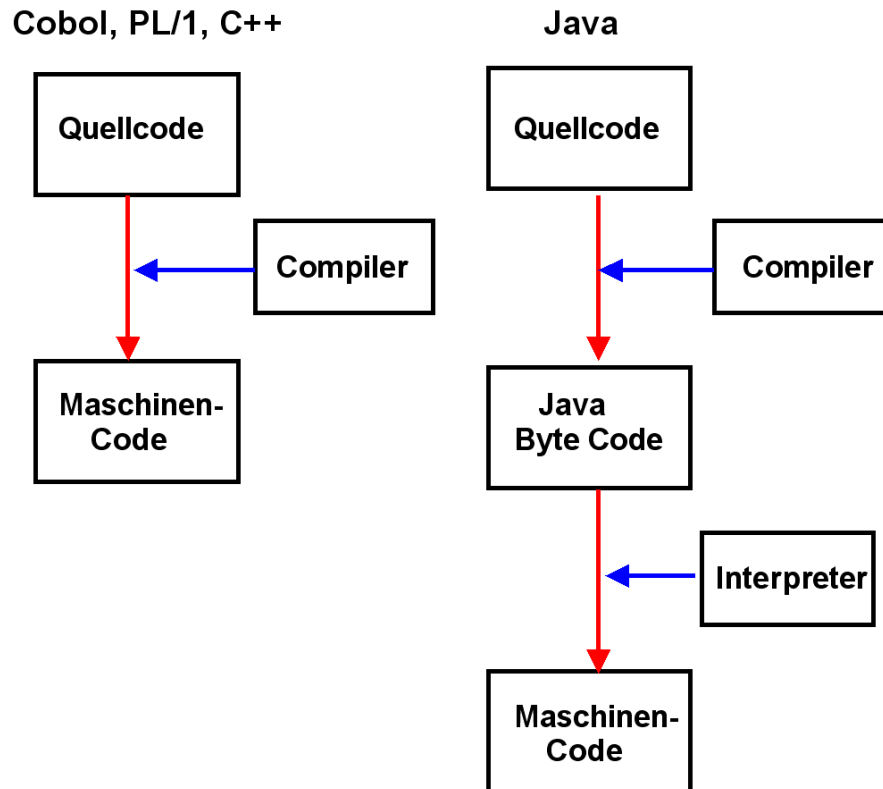 Cobol, PL/1, C++
Quellcode
Compiler
Maschinen-
Code
Java
Quellcode
Compiler
Java
Byte Code
Interpreter
Maschinen-
Code